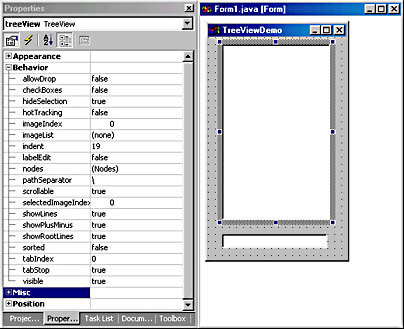 Properties
treeView TreeView
Appearance
Behavior
allowDrop false
checkBoxes false
hideSelection true
hotTracking false
imageIndex 0
imageList (none)
indent 19
labelEdit false
nodes (Nodes)
pathSeparator \
scrollable true
selectedImageIndex 0
showLines true
showPlusMinus true
showRootLines true
sorted false
tabIndex 0
tabStop true
visible true
Misc
Position
Projec... Proper... Task List Docum... Toolbox
Form1.java [Form]
TreeViewDemo